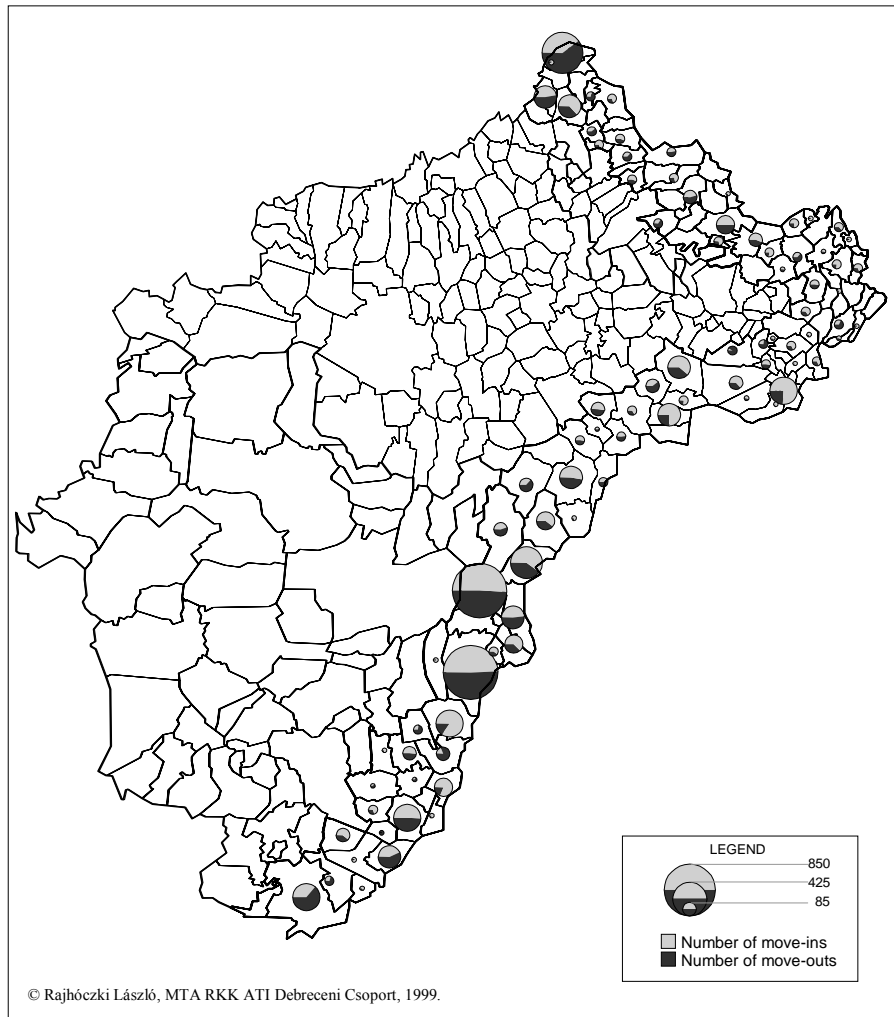 LEGEND
850
425
85
Number of move-ins
Number of move-outs
© Rajhóczki László, MTA RKK ATI Debreceni Csoport, 1999.